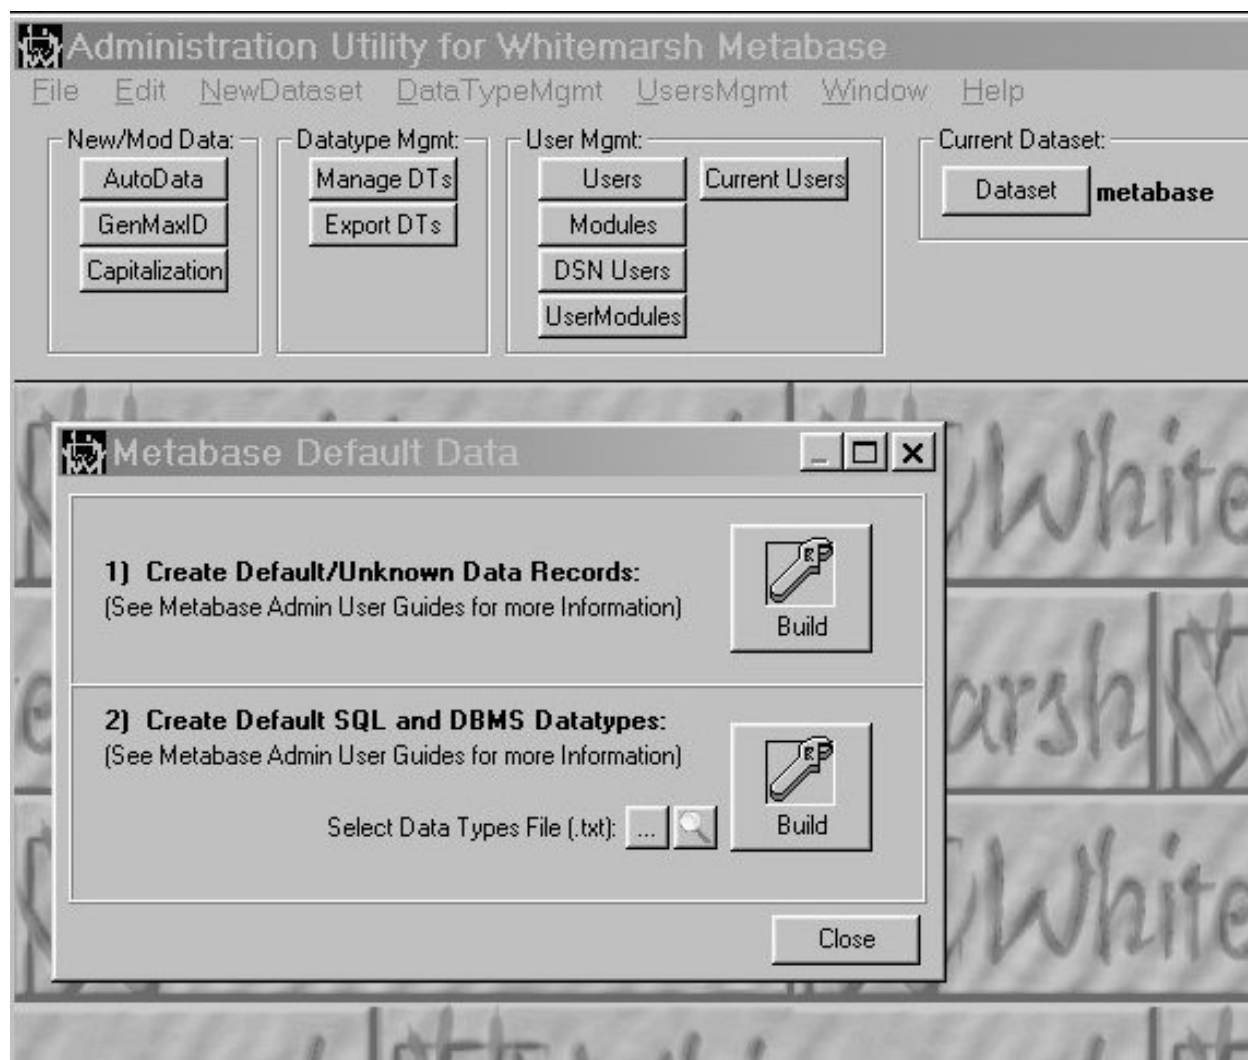 Administration Utility for Whitemarsh Metabase
File Edit NewDataset DataTypeMgmt UsersMgmt Window Help
New/Mod Data: Datatype Mgmt: User Mgmt: Current Dataset:
AutoData Manage DTs Users Current Users Dataset metabase
GenMaxID Export DTs Modules
Capitalization DSN Users
UserModules
Metabase Default Data
1) Create Default/Unknown Data Records:
(See Metabase Admin User Guides for more Information)
Build
2) Create Default SQL and DBMS Datatypes:
(See Metabase Admin User Guides for more Information)
Select Data Types File (.txt): ...
Build
Close
White
arsh
White